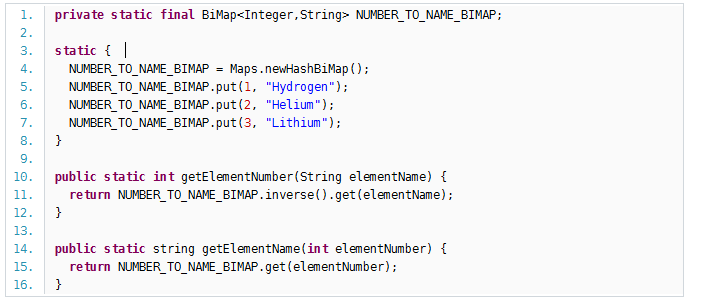 1. private static final BiMap<Integer,String> NUMBER_TO_NAME_BIMAP;
2.
3. static {
4. NUMBER_TO_NAME_BIMAP = Maps.newHashBiMap();
5. NUMBER_TO_NAME_BIMAP.put(1, "Hydrogen");
6. NUMBER_TO_NAME_BIMAP.put(2, "Helium");
7. NUMBER_TO_NAME_BIMAP.put(3, "Lithium");
8. }
9.
10. public static int getElementNumber(String elementName) {
11. return NUMBER_TO_NAME_BIMAP.inverse().get(elementName);
12. }
13.
14. public static string getElementName(int elementNumber) {
15. return NUMBER_TO_NAME_BIMAP.get(elementNumber);
16. }